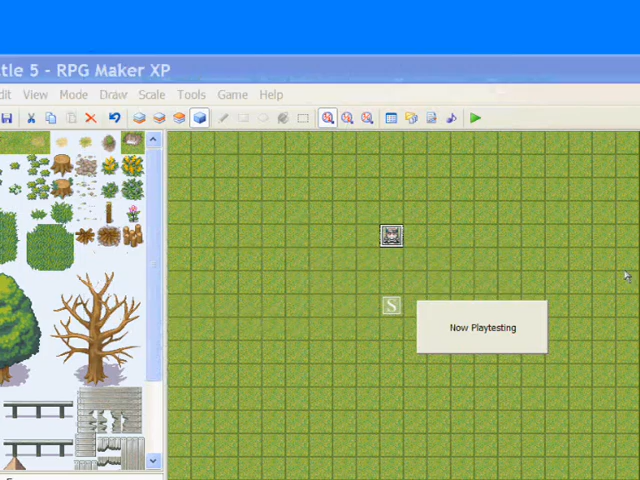 tle 5 - RPG Maker XP
dit View Mode Draw Scale Tools Game Help
S
Now Playtesting